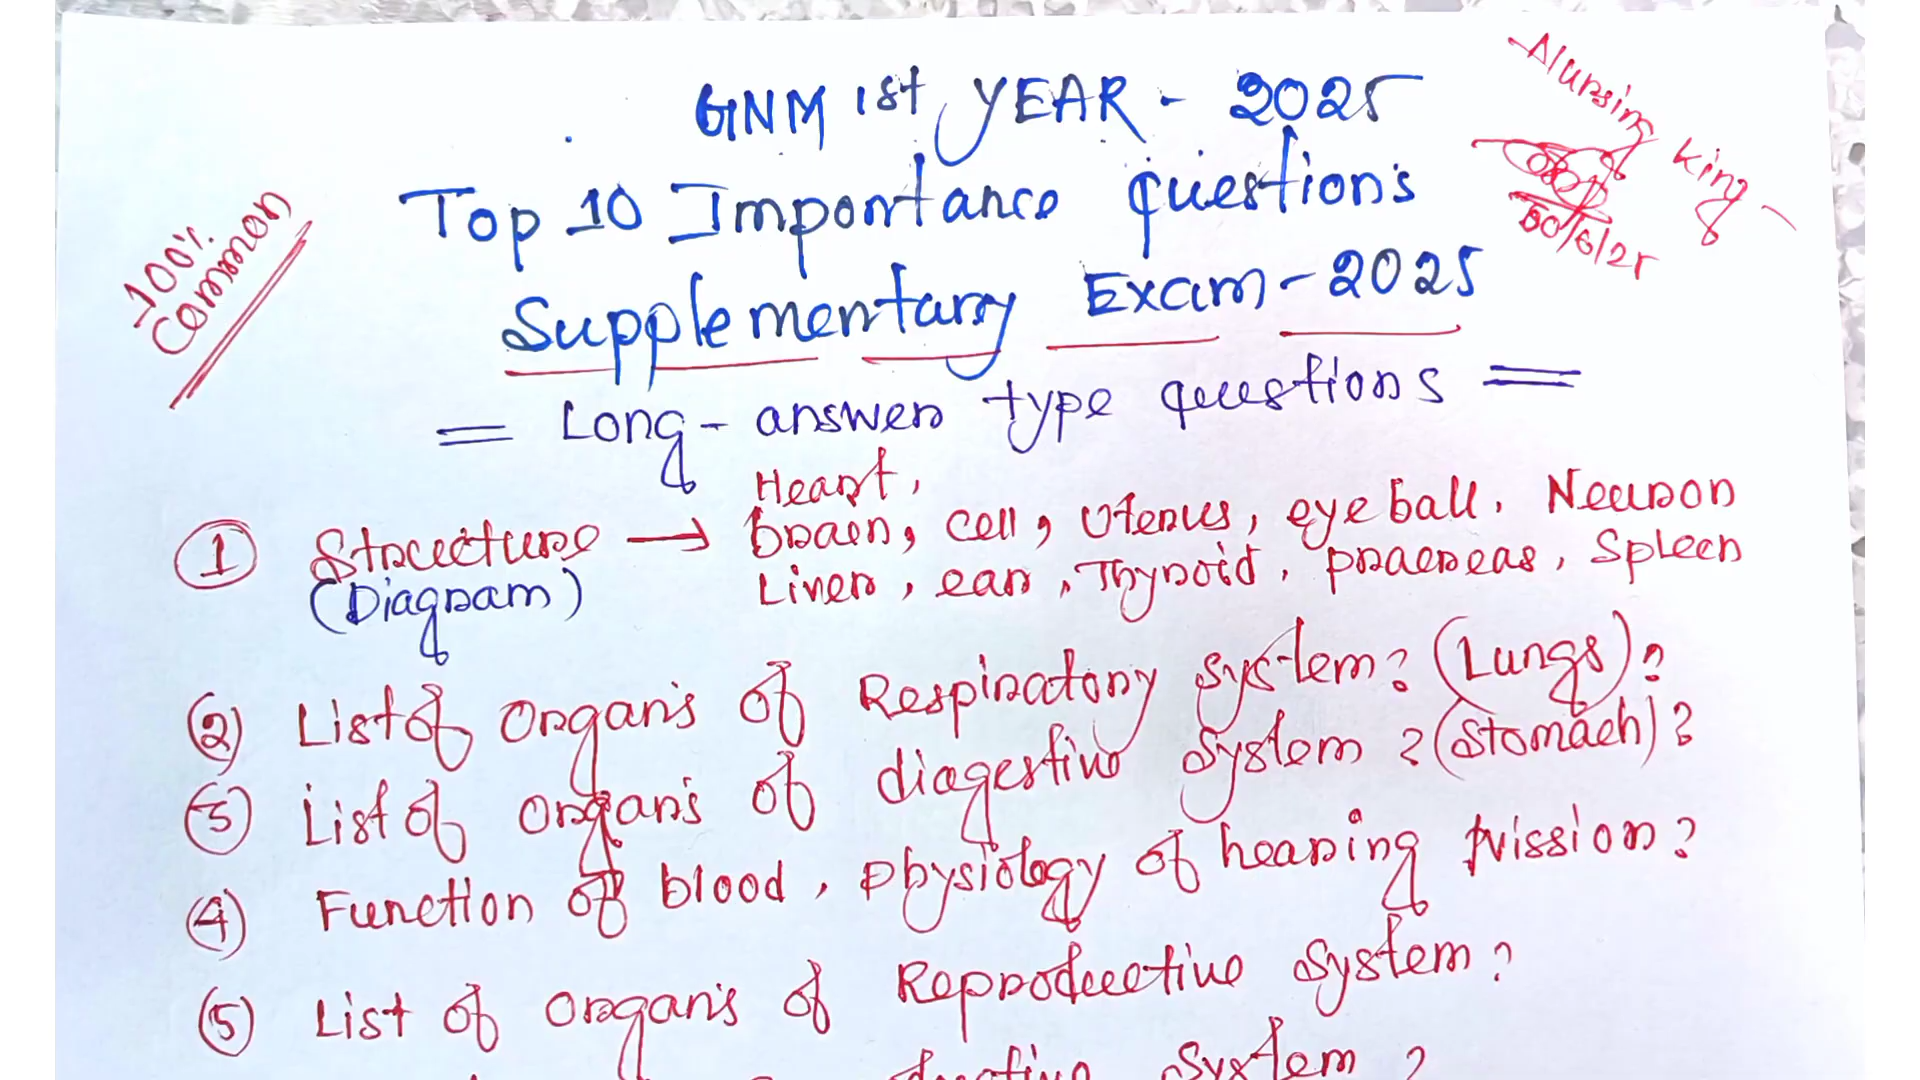 GNM 1st YEAR - 2025
Top 10 Importance questions
Supplementary Exam - 2025
100% common
Nursing King
30/6/25
= Long - answer type questions =
① Structure → Heart, brain, cell, Uterus, eye ball, Neuron
(Diagram) Liver, ear, Thyroid, pancreas, Spleen
② List of organ's of Respiratory system? (Lungs)?
③ List of organ's of diagestive system? (Stomach)?
④ Function of blood, physiology of hearing vission?
⑤ List of organ's of Reproductive system?
system?